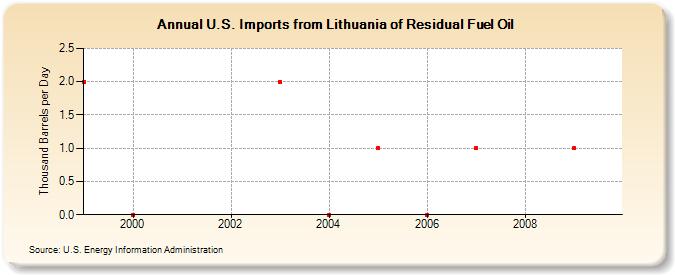 Annual U.S. Imports from Lithuania of Residual Fuel Oil
Thousand Barrels per Day
2.5
2.0
1.5
1.0
0.5
0.0
2000 2002 2004 2006 2008
Source: U.S. Energy Information Administration